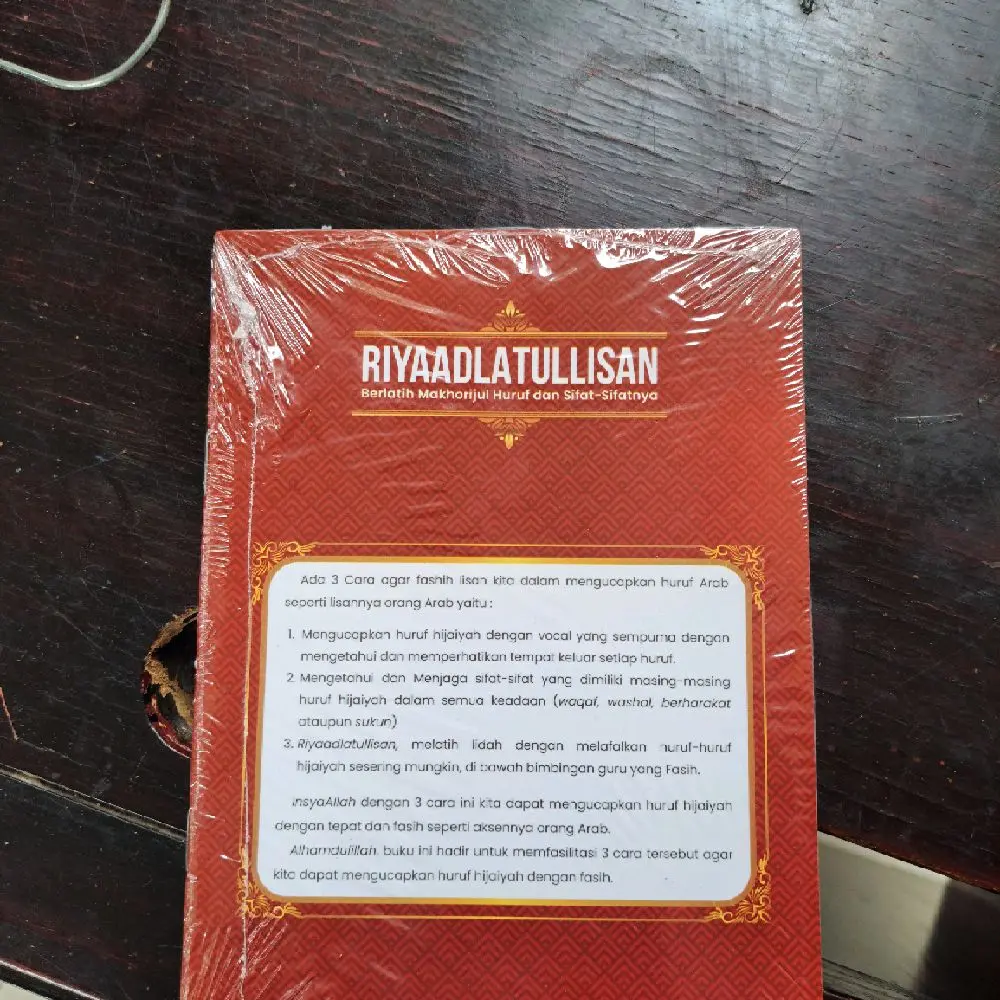 RIYAADLATULLISAN
Berlatih Makhorijul Huruf dan Sifat-Sifatnya
Ada 3 Cara agar fashih lisan kita dalam mengucapkan huruf Arab
seperti lisannya orang Arab yaitu :
1. Mengucapkan huruf hijaiyah dengan vocal yang sempurna dengan
mengetahui dan memperhatikan tempat keluar setiap huruf.
2. Mengetahui dan Menjaga sifat-sifat yang dimiliki masing-masing
huruf hijaiyah dalam semua keadaan (waqaf, washal, berharakat
ataupun sukun)
3. Riyaadlatullisan, melatih lidah dengan melafalkan huruf-huruf
hijaiyah sesering mungkin, di bawah bimbingan guru yang Fasih.
InsyaAllah dengan 3 cara ini kita dapat mengucapkan huruf hijaiyah
dengan tepat dan fasih seperti aksennya orang Arab.
Alhamdulillah, buku ini hadir untuk memfasilitasi 3 cara tersebut agar
kita dapat mengucapkan huruf hijaiyah dengan fasih.